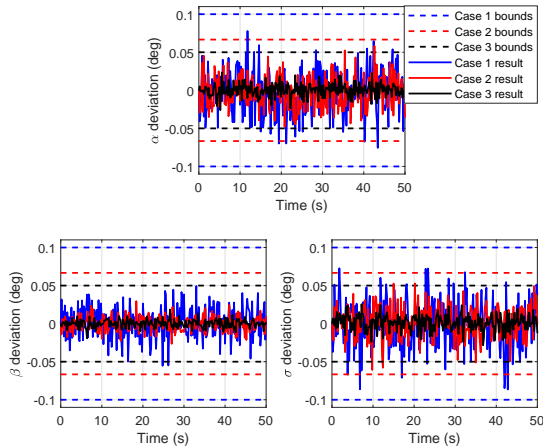 0.1
0.05
0
-0.05
-0.1
α deviation (deg)
0 10 20 30 40 50
Time (s)
Case 1 bounds
Case 2 bounds
Case 3 bounds
Case 1 result
Case 2 result
Case 3 result
0.1
0.05
0
-0.05
-0.1
β deviation (deg)
0 10 20 30 40 50
Time (s)
0.1
0.05
0
-0.05
-0.1
σ deviation (deg)
0 10 20 30 40 50
Time (s)